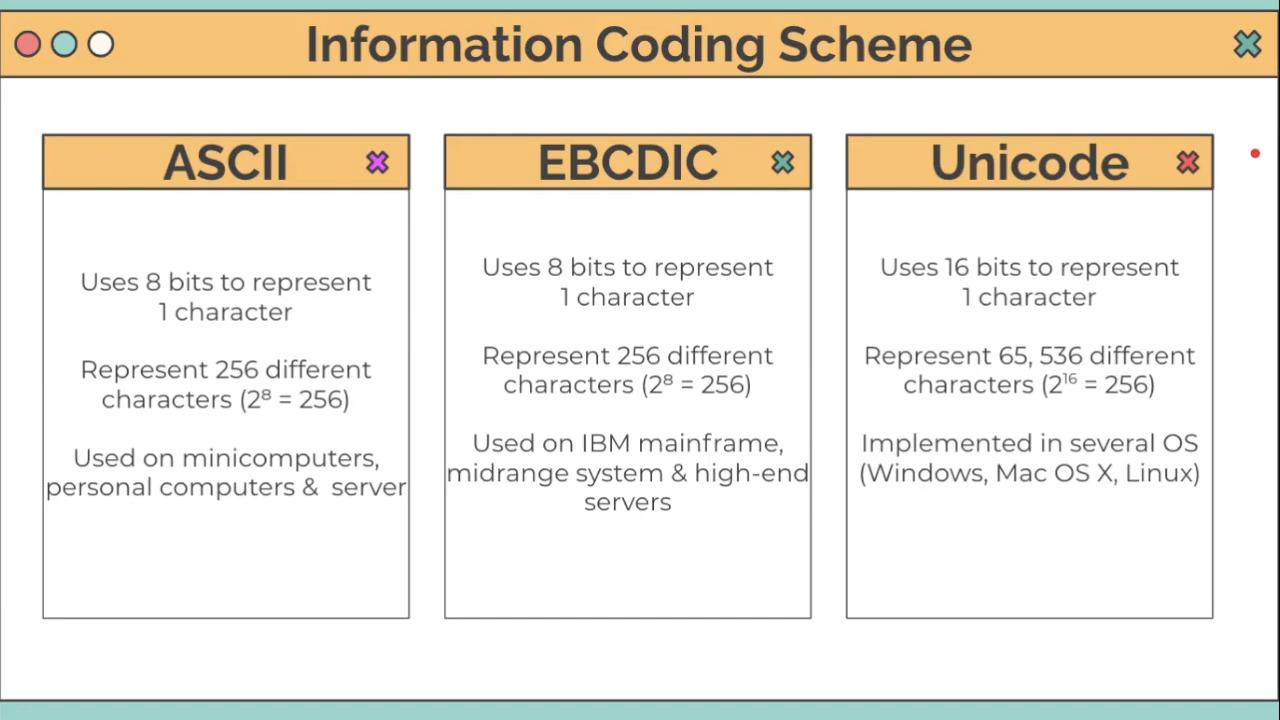 Information Coding Scheme
ASCII
Uses 8 bits to represent
1 character
Represent 256 different
characters (2⁸ = 256)
Used on minicomputers,
personal computers & server
EBCDIC
Uses 8 bits to represent
1 character
Represent 256 different
characters (2⁸ = 256)
Used on IBM mainframe,
midrange system & high-end
servers
Unicode
Uses 16 bits to represent
1 character
Represent 65, 536 different
characters (2¹⁶ = 256)
Implemented in several OS
(Windows, Mac OS X, Linux)